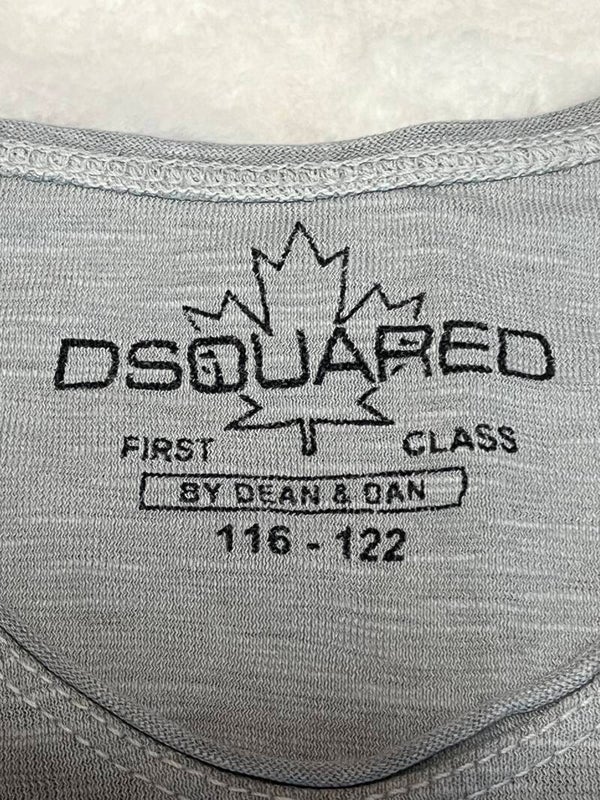 DSQUARED
FIRST CLASS
BY DEAN & DAN
116 - 122